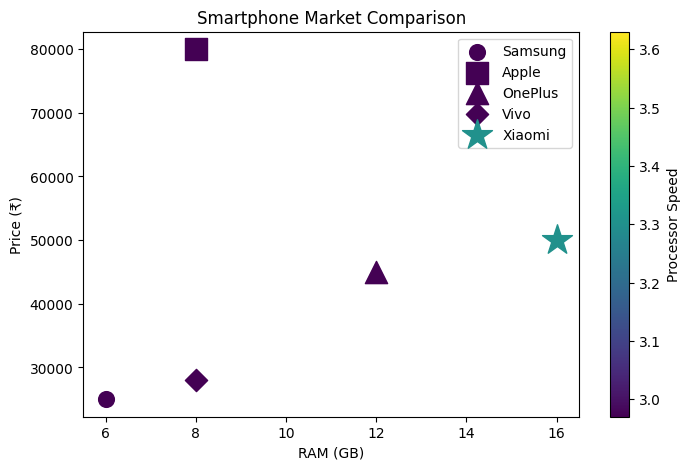 Smartphone Market Comparison
80000
70000
60000
50000
40000
30000
Price (₹)
6
8
10
12
14
16
RAM (GB)
Samsung
Apple
OnePlus
Vivo
Xiaomi
3.6
3.5
3.4
3.3
3.2
3.1
3.0
Processor Speed